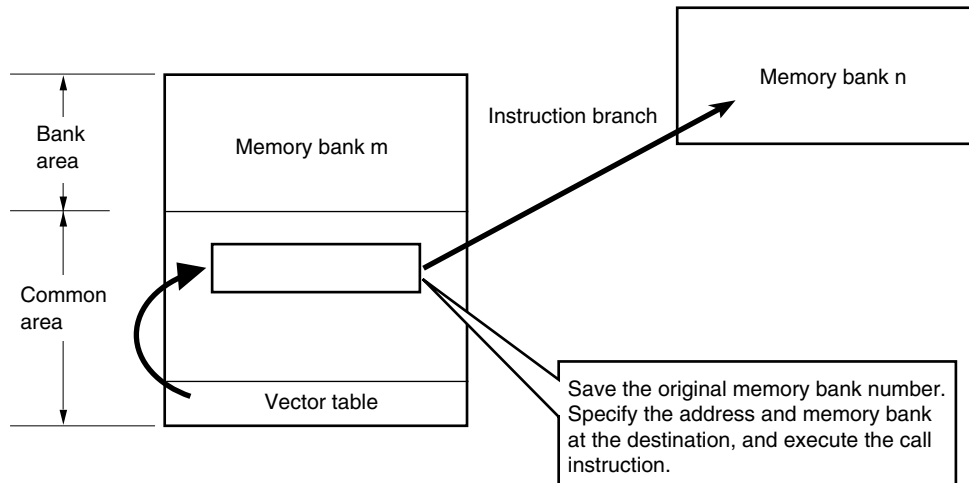 Memory bank n
Instruction branch
Bank
area
Memory bank m
Common
area
Vector table
Save the original memory bank number.
Specify the address and memory bank
at the destination, and execute the call
instruction.